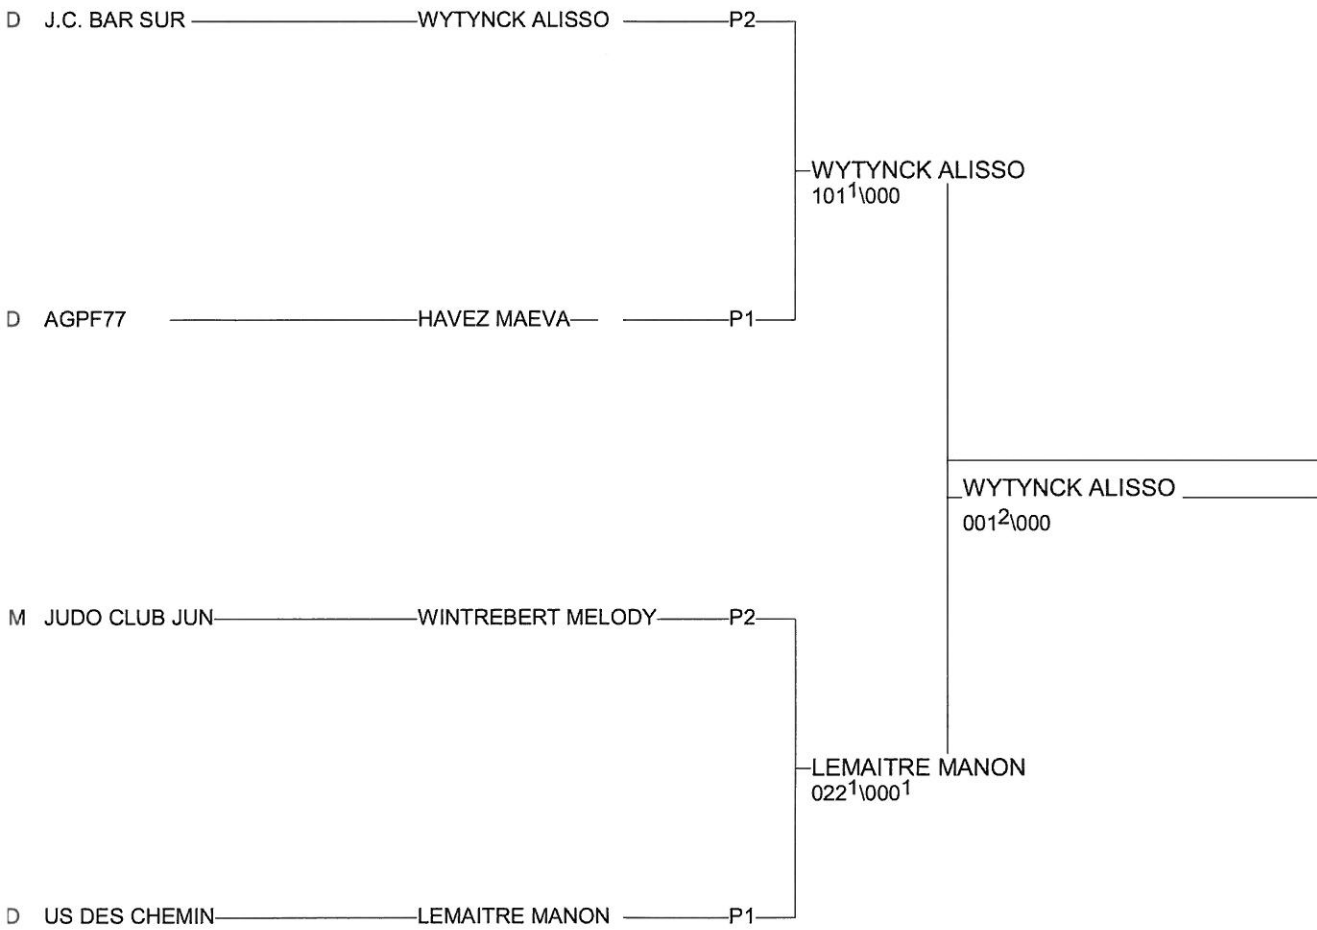 D J.C. BAR SUR WYTYNCK ALISSO P2
WYTYNCK ALISSO
101¹\000
D AGPF77 HAVEZ MAEVA P1
WYTYNCK ALISSO
001²\000
M JUDO CLUB JUN WINTREBERT MELODY P2
LEMAITRE MANON
022¹\000¹
D US DES CHEMIN LEMAITRE MANON P1